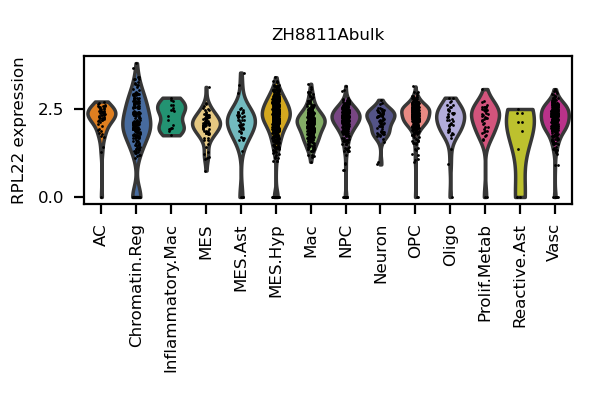 ZH8811Abulk
RPL22 expression
2.5
0.0
AC
Chromatin.Reg
Inflammatory.Mac
MES
MES.Ast
MES.Hyp
Mac
NPC
Neuron
OPC
Oligo
Prolif.Metab
Reactive.Ast
Vasc